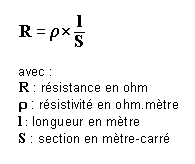 R = ρ × l/S
avec :
R : résistance en ohm
ρ : résistivité en ohm.mètre
l : longueur en mètre
S : section en mètre-carré